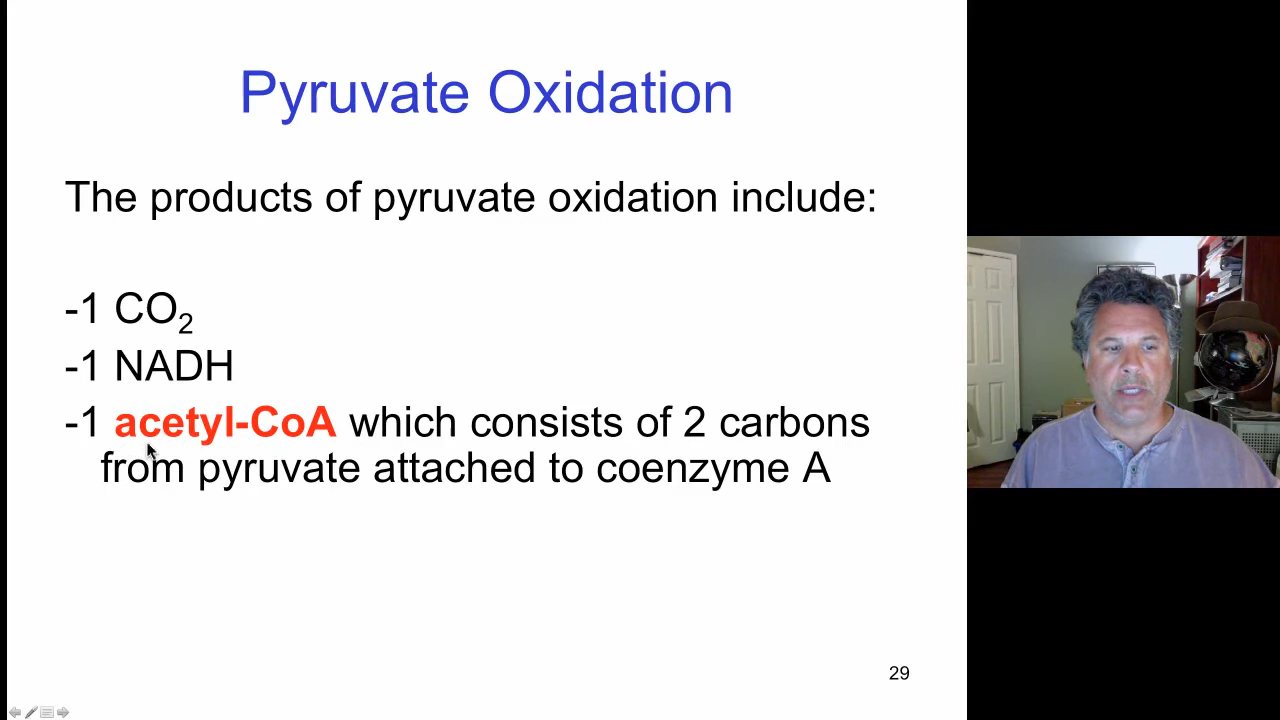 Pyruvate Oxidation
The products of pyruvate oxidation include:
-1 CO₂
-1 NADH
-1 acetyl-CoA which consists of 2 carbons
from pyruvate attached to coenzyme A
29